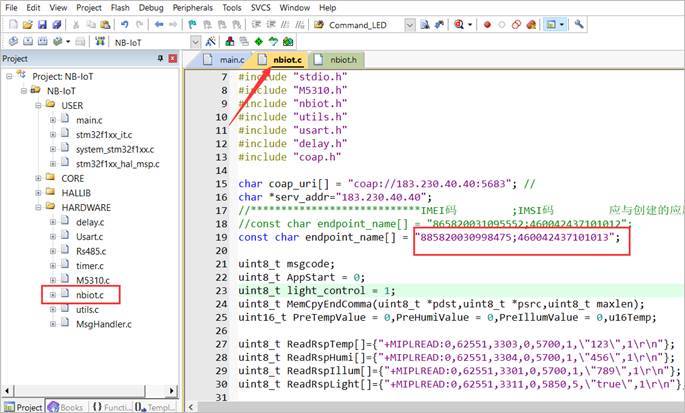 File Edit View Project Flash Debug Peripherals Tools SVCS Window Help
Command_LED
NB-IoT
Project
main.c
nbiot.c
nbiot.h
Project: NB-IoT
NB-IoT
USER
main.c
stm32f1xx_it.c
system_stm32f1xx.c
stm32f1xx_hal_msp.c
CORE
HALLIB
HARDWARE
delay.c
Usart.c
Rs485.c
timer.c
M5310.c
nbiot.c
utils.c
MsgHandler.c
Project
Books
Functi...
Templ...
7 #include "stdio.h"
8 #include "M5310.h"
9 #include "nbiot.h"
10 #include "utils.h"
11 #include "usart.h"
12 #include "delay.h"
13 #include "coap.h"
14
15 char coap_uri[] = "coap://183.230.40.40:5683"; //
16 char *serv_addr="183.230.40.40";
17 //****************************IMEI码 ;IMSI码 应与创建的应
18 //const char endpoint_name[] = "865820031095552;460042437101012";
19 const char endpoint_name[] = "885820030998475;460042437101013";
20
21 uint8_t msgcode;
22 uint8_t AppStart = 0;
23 uint8_t light_control = 1;
24 uint8_t MemCpyEndComma(uint8_t *pdst,uint8_t *psrc,uint8_t maxlen);
25 uint16_t PreTempValue = 0,PreHumiValue = 0,PreIllumValue = 0,u16Temp;
26
27 uint8_t ReadRspTemp[]={"+MIPLREAD:0,62551,3303,0,5700,1,\"123\",1\r\n"};
28 uint8_t ReadRspHumi[]={"+MIPLREAD:0,62551,3304,0,5700,1,\"456\",1\r\n"};
29 uint8_t ReadRspIllum[]={"+MIPLREAD:0,62551,3301,0,5700,1,\"789\",1\r\n"};
30 uint8_t ReadRspLight[]={"+MIPLREAD:0,62551,3311,0,5850,5,\"true\",1\r\n"};